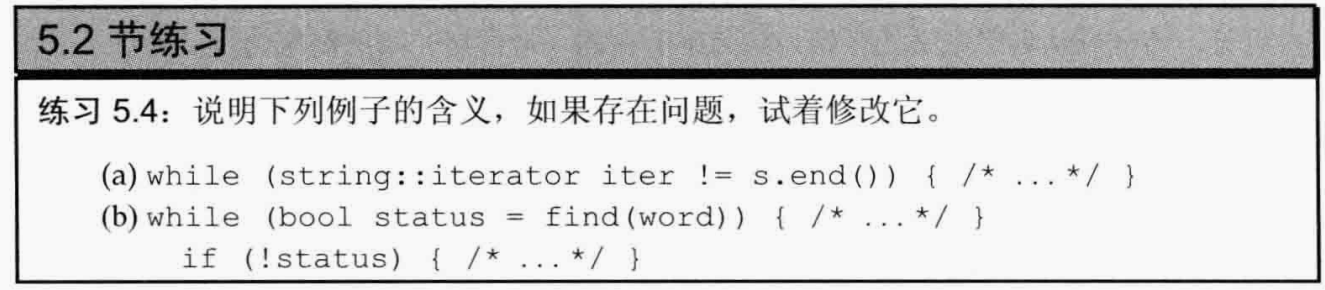 5.2 节练习
练习 5.4：说明下列例子的含义，如果存在问题，试着修改它。
(a) while (string::iterator iter != s.end()) { /* ...*/ }
(b) while (bool status = find(word)) { /* ...*/ }
if (!status) { /* ...*/ }